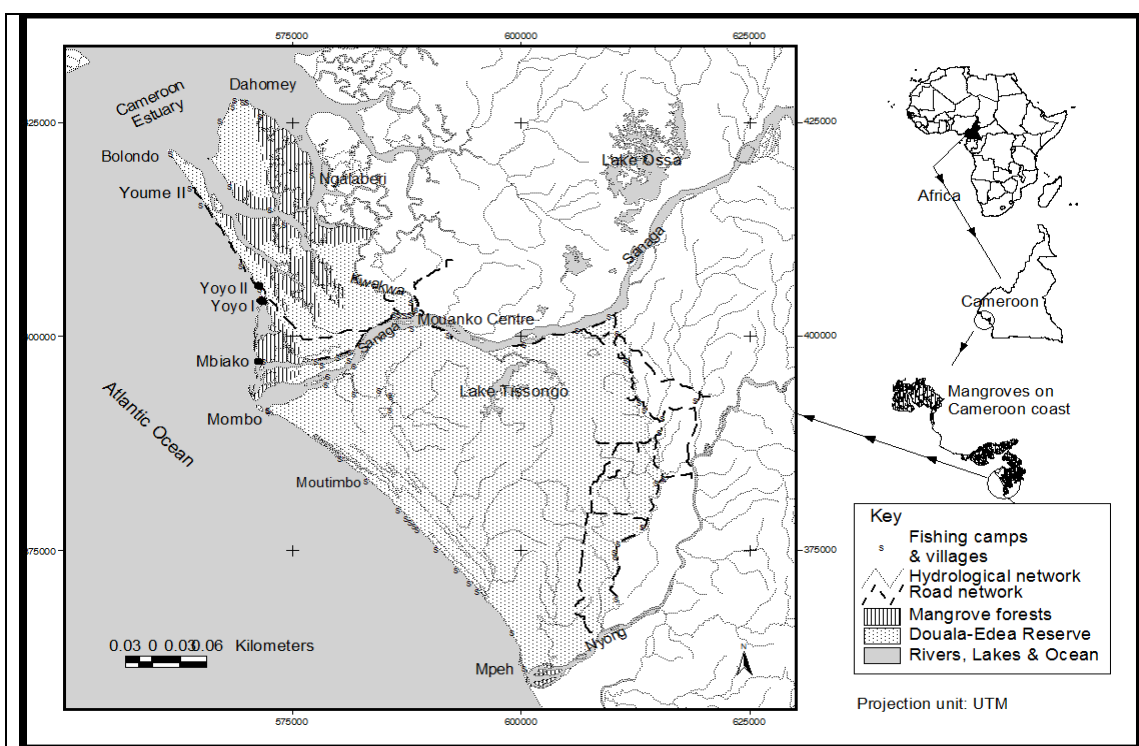 575000
600000
625000
Dahomey
Cameroon
Estuary
425000
425000
Bolondo
Lake Ossa
Ngalaberi
Youme II
Africa
Sanaga
Yoyo II
Kwakwa
Yoyo I
Mouanko Centre
Cameroon
Sanaga
400000
400000
Mbiako
Lake Tissongo
Mangroves on
Cameroon coast
Mombo
Atlantic Ocean
Moutimbo
Key
Fishing camps
& villages
s
375000
375000
Hydrological network
Road network
Mangrove forests
Douala-Edea Reserve
Rivers, Lakes & Ocean
Nyong
0.03 0 0.03 0.06 Kilometers
N
Mpeh
Projection unit: UTM
575000
600000
625000